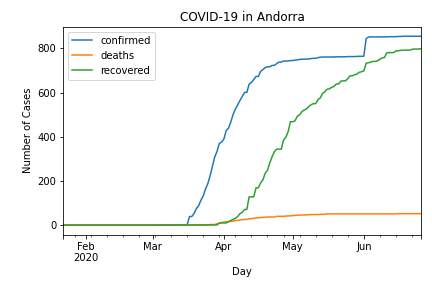 COVID-19 in Andorra
confirmed
deaths
recovered
800
600
400
200
0
Number of Cases
Feb
2020
Mar
Apr
May
Jun
Day